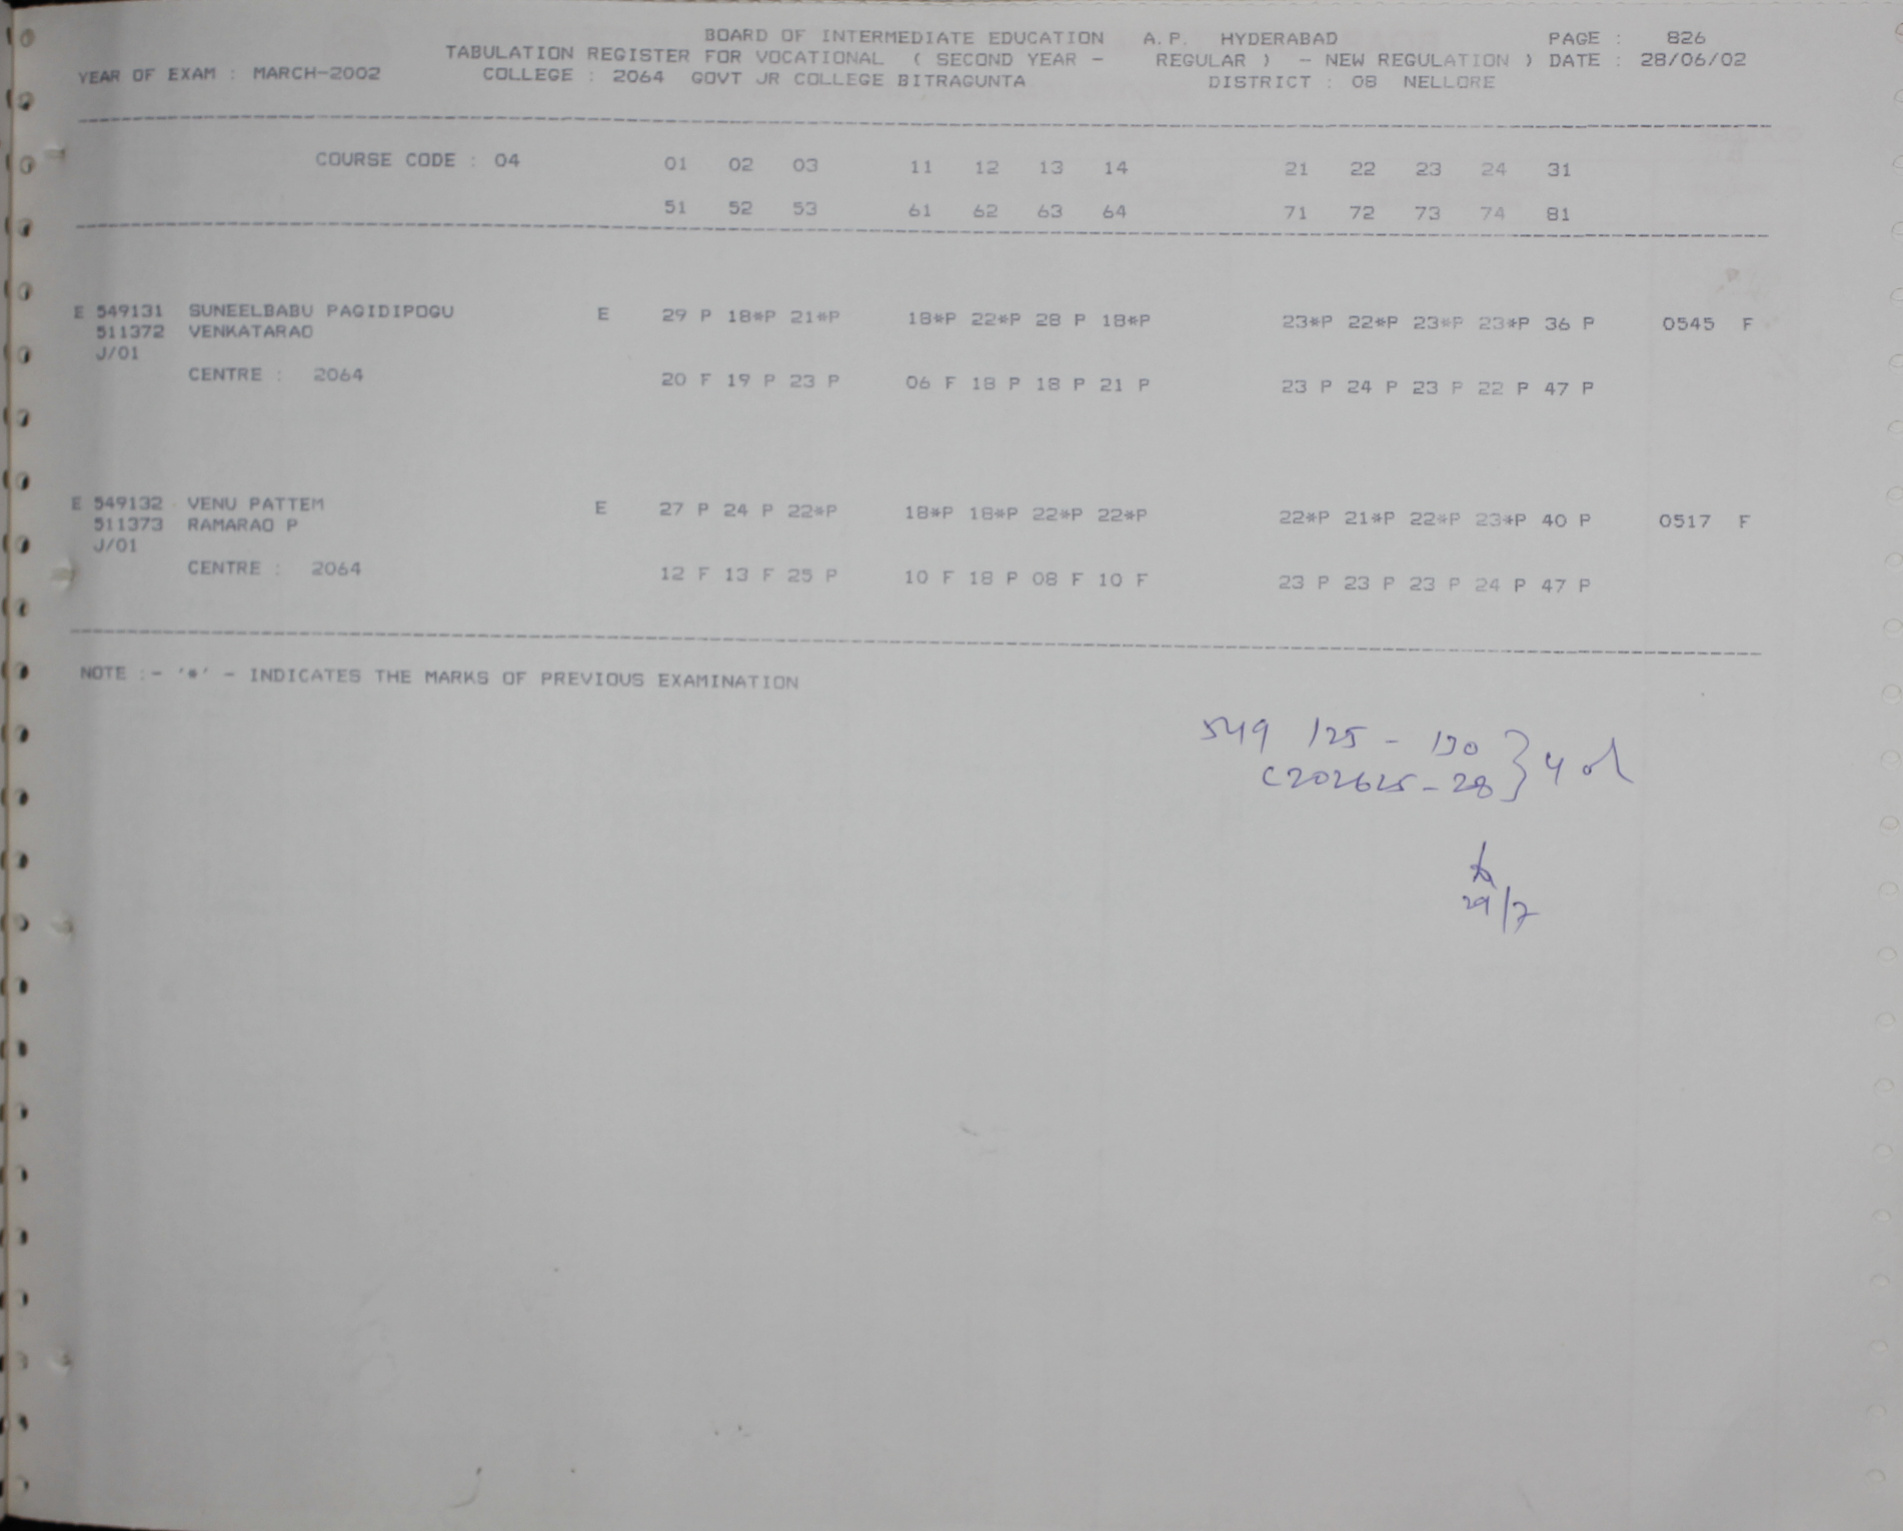 BOARD OF INTERMEDIATE EDUCATION A.P. HYDERABAD PAGE : 826
TABULATION REGISTER FOR VOCATIONAL ( SECOND YEAR - REGULAR ) - NEW REGULATION ) DATE : 28/06/02
YEAR OF EXAM : MARCH-2002 COLLEGE : 2064 GOVT JR COLLEGE BITRAGUNTA DISTRICT : 08 NELLORE
COURSE CODE : 04 01 02 03 11 12 13 14 21 22 23 24 31
51 52 53 61 62 63 64 71 72 73 74 81
E 549131 SUNEELBABU PAGIDIPOGU E 29 P 18*P 21*P 18*P 22*P 28 P 18*P 23*P 22*P 23*P 23*P 36 P 0545 F
511372 VENKATARAO
J/01
CENTRE : 2064 20 F 19 P 23 P 06 F 18 P 18 P 21 P 23 P 24 P 23 P 22 P 47 P
E 549132 VENU PATTEM E 27 P 24 P 22*P 18*P 18*P 22*P 22*P 22*P 21*P 22*P 23*P 40 P 0517 F
511373 RAMARAO P
J/01
CENTRE : 2064 12 F 13 F 25 P 10 F 18 P 08 F 10 F 23 P 23 P 23 P 24 P 47 P
NOTE :- '*' - INDICATES THE MARKS OF PREVIOUS EXAMINATION
549 125 - 130 } 4
C202625 - 28
29/7